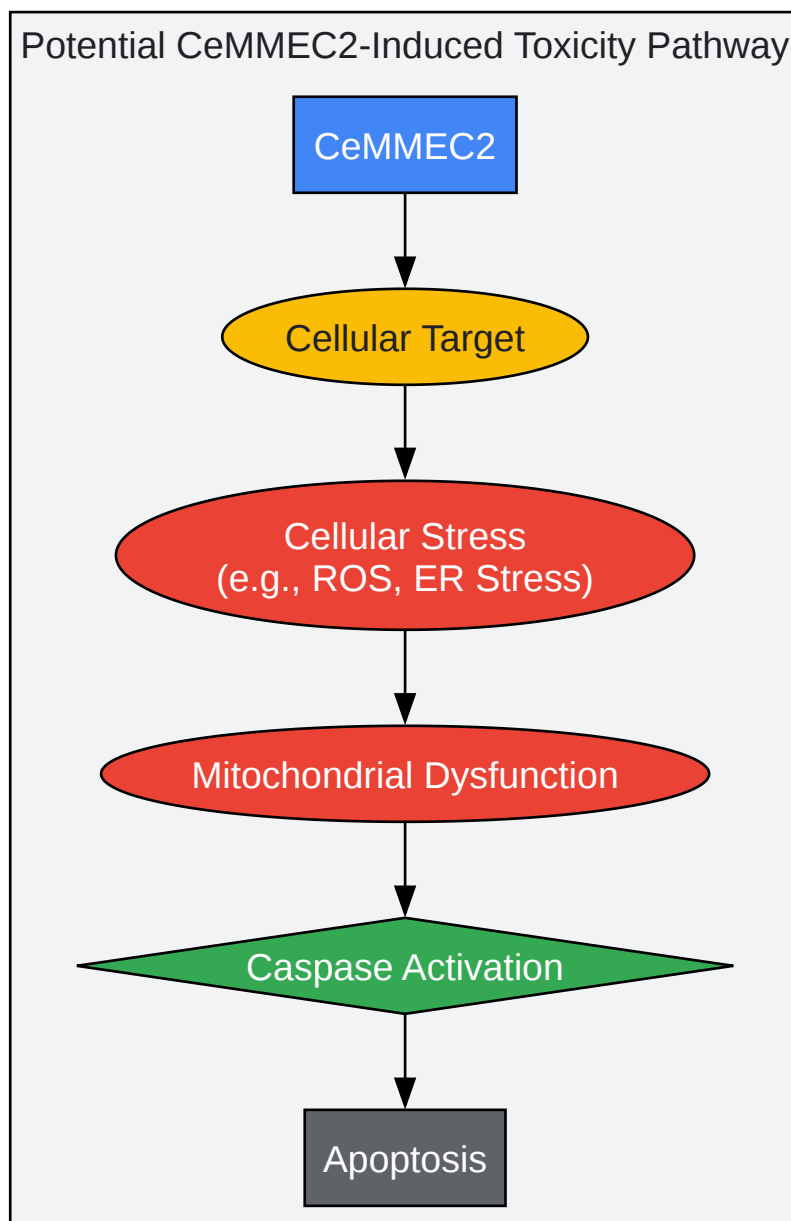 Potential CeMMEC2-Induced Toxicity Pathway
CeMMEC2
Cellular Target
Cellular Stress
(e.g., ROS, ER Stress)
Mitochondrial Dysfunction
Caspase Activation
Apoptosis